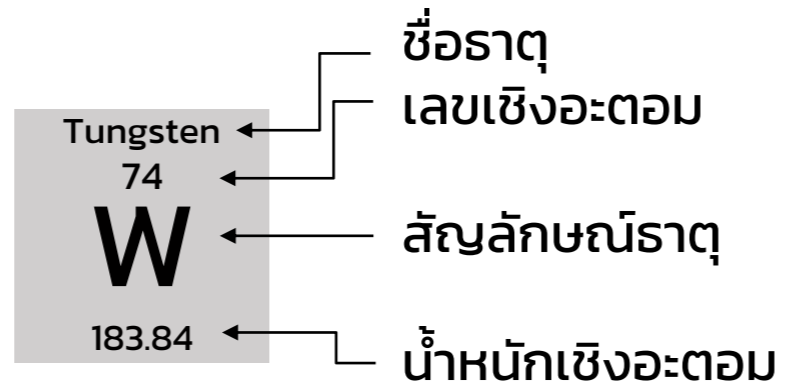 ชื่อธาตุ
Tungsten
เลขเชิงอะตอม
74
W
สัญลักษณ์ธาตุ
183.84
น้ำหนักเชิงอะตอม